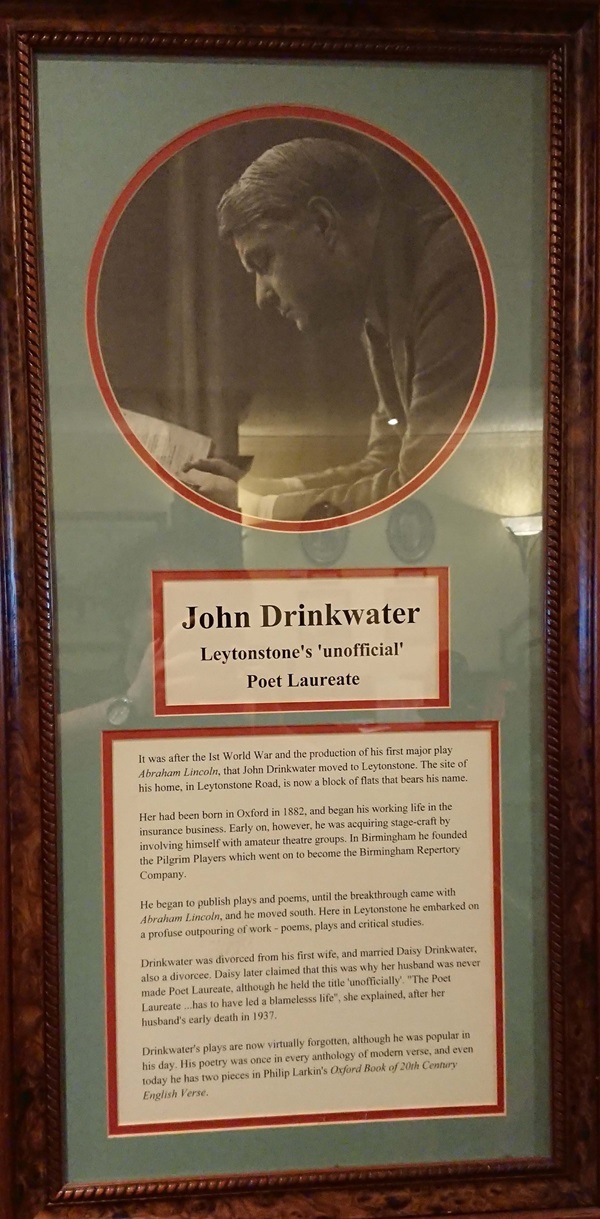 John Drinkwater
Leytonstone's 'unofficial'
Poet Laureate
It was after the Ist World War and the production of his first major play
Abraham Lincoln, that John Drinkwater moved to Leytonstone. The site of
his home, in Leytonstone Road, is now a block of flats that bears his name.
Her had been born in Oxford in 1882, and began his working life in the
insurance business. Early on, however, he was acquiring stage-craft by
involving himself with amateur theatre groups. In Birmingham he founded
the Pilgrim Players which went on to become the Birmingham Repertory
Company.
He began to publish plays and poems, until the breakthrough came with
Abraham Lincoln, and he moved south. Here in Leytonstone he embarked on
a profuse outpouring of work - poems, plays and critical studies.
Drinkwater was divorced from his first wife, and married Daisy Drinkwater,
also a divorcee. Daisy later claimed that this was why her husband was never
made Poet Laureate, although he held the title 'unofficially'. "The Poet
Laureate ...has to have led a blamelesss life", she explained, after her
husband's early death in 1937.
Drinkwater's plays are now virtually forgotten, although he was popular in
his day. His poetry was once in every anthology of modern verse, and even
today he has two pieces in Philip Larkin's Oxford Book of 20th Century
English Verse.